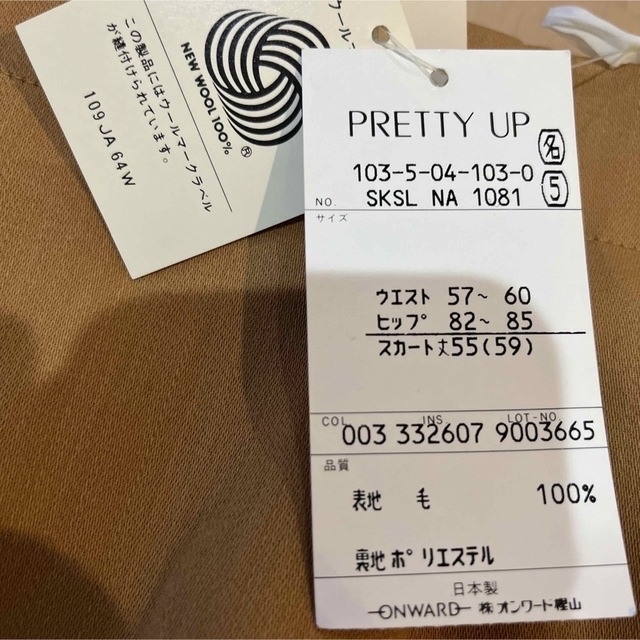 ウール
NEW WOOL 100%
®
この製品にはウールマークラベル
が縫付けられています。
109 JA 64W
PRETTY UP
名
103-5-04-103-0
5
NO. SKSL NA 1081
サイズ
ウエスト 57~ 60
ヒップ 82~ 85
スカート丈55(59)
COL INS. LOT-NO.
003 332607 9003665
品質
表地 毛 100%
裏地ポリエステル
日本製
ONWARD 株式オンワード樫山